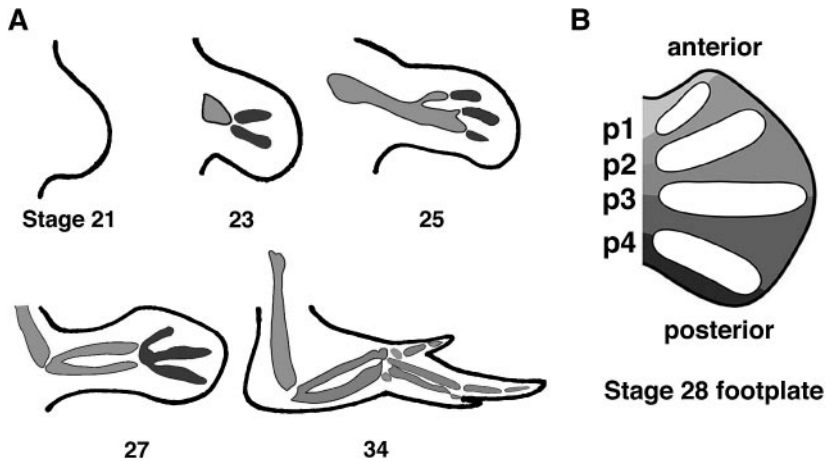 A
Stage 21
23
25
27
34
B
anterior
p1
p2
p3
p4
posterior
Stage 28 footplate